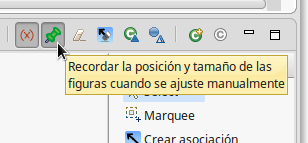 (x)
Recordar la posición y tamaño de las
figuras cuando se ajuste manualmente
Marquee
Crear asociación